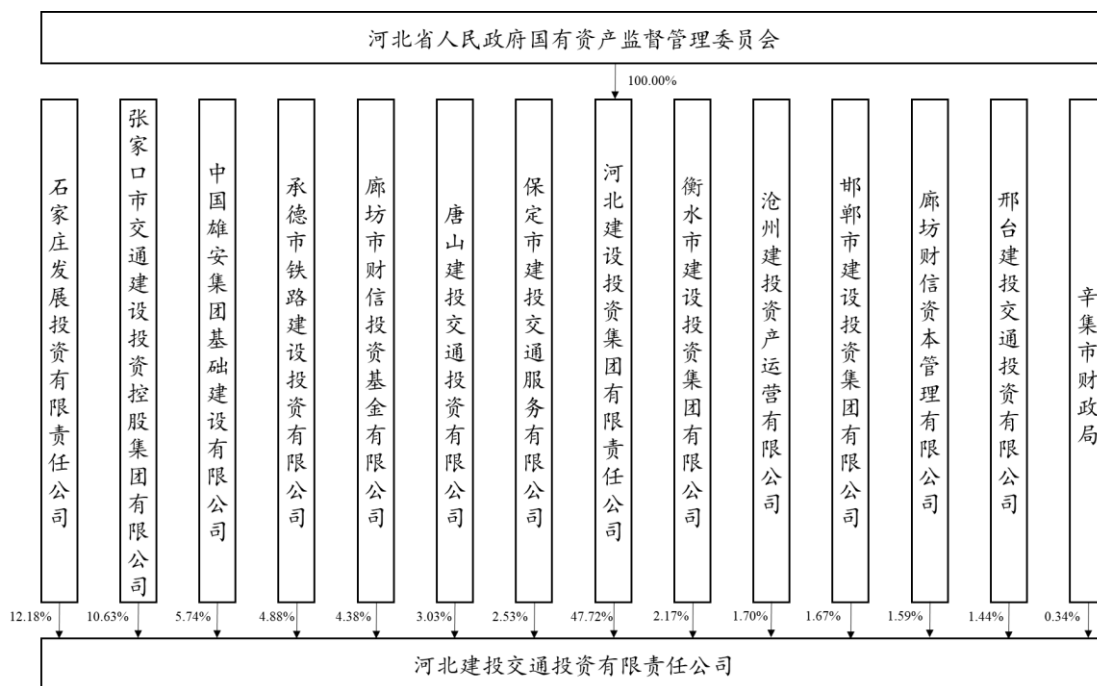 河北省人民政府国有资产监督管理委员会
100.00%
石家庄发展投资有限责任公司
张家口市交通建设投资控股集团有限公司
中国雄安集团基础建设有限公司
承德市铁路建设投资有限公司
廊坊市财信投资基金有限公司
唐山建投交通投资有限公司
保定市建投交通服务有限公司
河北建设投资集团有限责任公司
衡水市建设投资集团有限公司
沧州建投资产运营有限公司
邯郸市建设投资集团有限公司
廊坊财信资本管理有限公司
邢台建投交通投资有限公司
辛集市财政局
12.18%
10.63%
5.74%
4.88%
4.38%
3.03%
2.53%
47.72%
2.17%
1.70%
1.67%
1.59%
1.44%
0.34%
河北建投交通投资有限责任公司